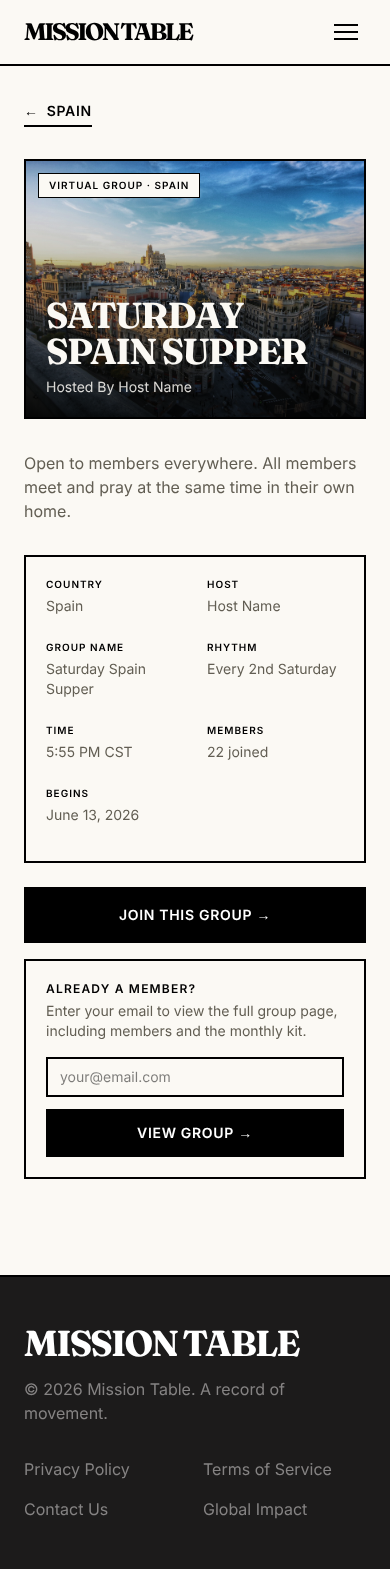 MISSION TABLE
← SPAIN
VIRTUAL GROUP · SPAIN
SATURDAY
SPAIN SUPPER
Hosted By Host Name
Open to members everywhere. All members
meet and pray at the same time in their own
home.
COUNTRY
Spain
HOST
Host Name
GROUP NAME
Saturday Spain
Supper
RHYTHM
Every 2nd Saturday
TIME
5:55 PM CST
MEMBERS
22 joined
BEGINS
June 13, 2026
JOIN THIS GROUP →
ALREADY A MEMBER?
Enter your email to view the full group page,
including members and the monthly kit.
your@email.com
VIEW GROUP →
MISSION TABLE
© 2026 Mission Table. A record of
movement.
Privacy Policy
Terms of Service
Contact Us
Global Impact